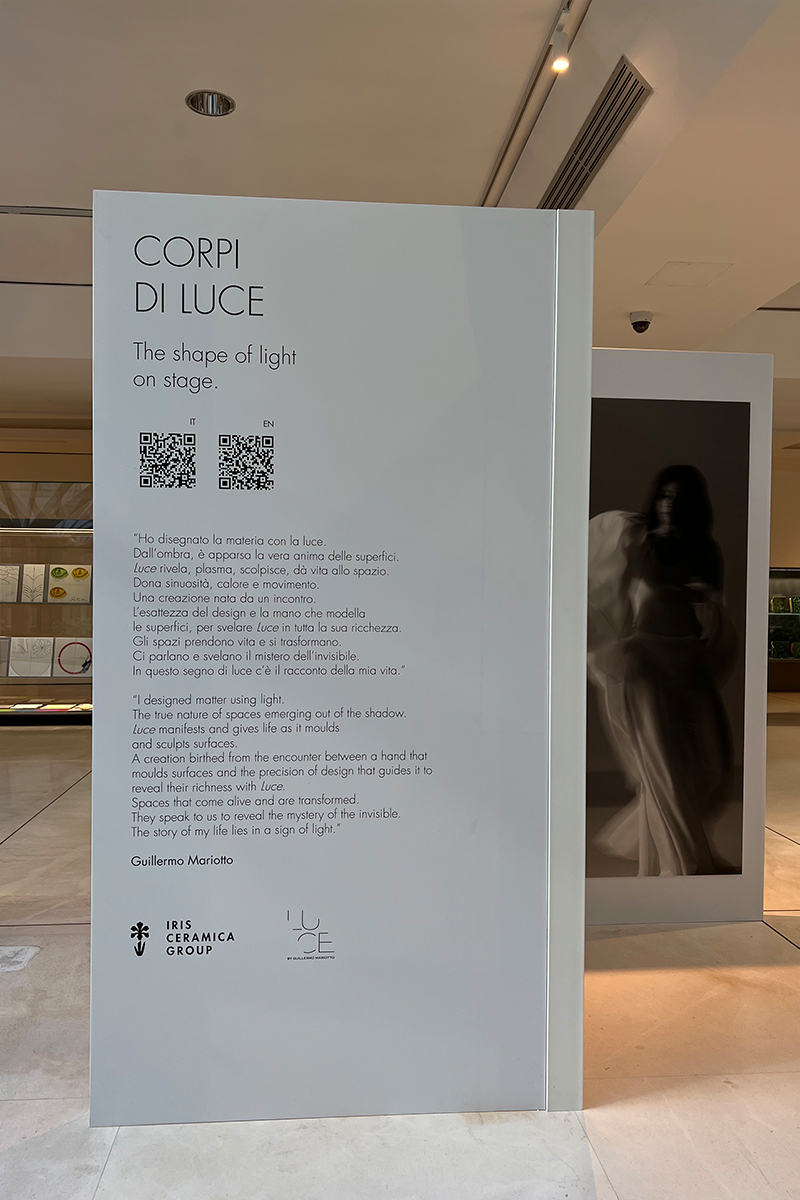 CORPI
DI LUCE
The shape of light
on stage.
IT
EN
“Ho disegnato la materia con la luce.
Dall’ombra, è apparsa la vera anima delle superfici.
Luce rivela, plasma, scolpisce, dà vita allo spazio.
Dona sinuosità, calore e movimento.
Una creazione nata da un incontro.
L’esattezza del design e la mano che modella
le superfici, per svelare Luce in tutta la sua ricchezza.
Gli spazi prendono vita e si trasformano.
Ci parlano e svelano il mistero dell’invisibile.
In questo segno di luce c’è il racconto della mia vita.”
“I designed matter using light.
The true nature of spaces emerging out of the shadow.
Luce manifests and gives life as it moulds
and sculpts surfaces.
A creation birthed from the encounter between a hand that
moulds surfaces and the precision of design that guides it to
reveal their richness with Luce.
Spaces that come alive and are transformed.
They speak to us to reveal the mystery of the invisible.
The story of my life lies in a sign of light.”
Guillermo Mariotto
IRIS
CERAMICA
GROUP
LU
CE
BY GUILLERMO MARIOTTO